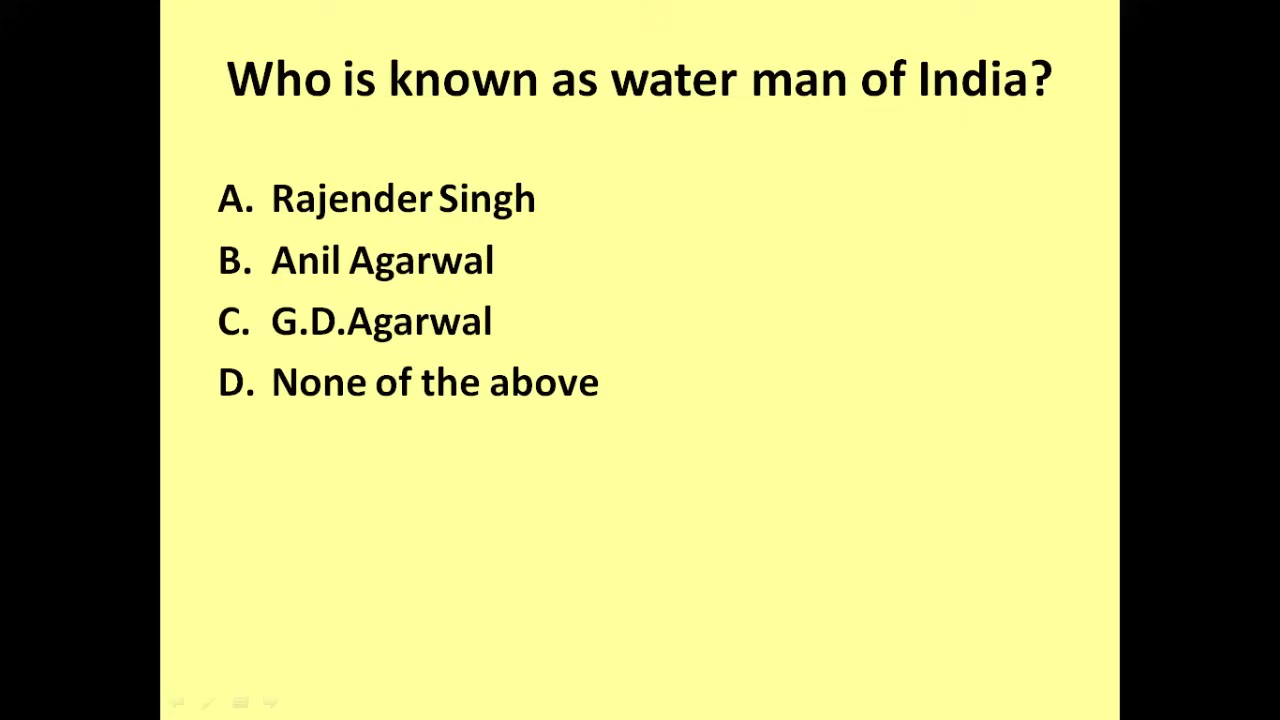 Who is known as water man of India?
A. Rajender Singh
B. Anil Agarwal
C. G.D.Agarwal
D. None of the above